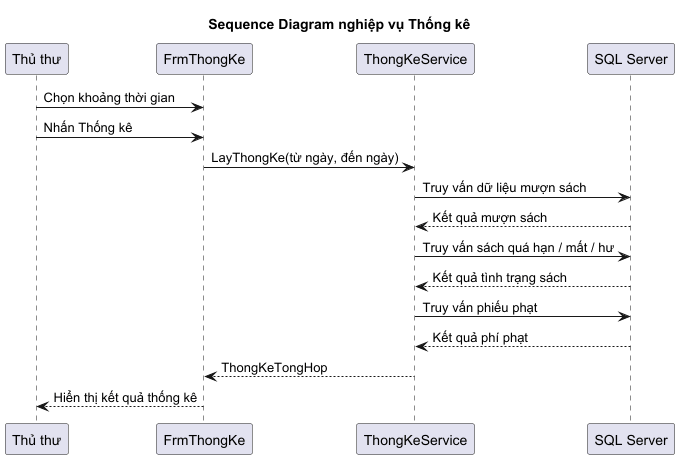 Sequence Diagram nghiệp vụ Thống kê
Thủ thư
FrmThongKe
ThongKeService
SQL Server
Chọn khoảng thời gian
Nhấn Thống kê
LayThongKe(từ ngày, đến ngày)
Truy vấn dữ liệu mượn sách
Kết quả mượn sách
Truy vấn sách quá hạn / mất / hư
Kết quả tình trạng sách
Truy vấn phiếu phạt
Kết quả phí phạt
ThongKeTongHop
Hiển thị kết quả thống kê
Thủ thư
FrmThongKe
ThongKeService
SQL Server